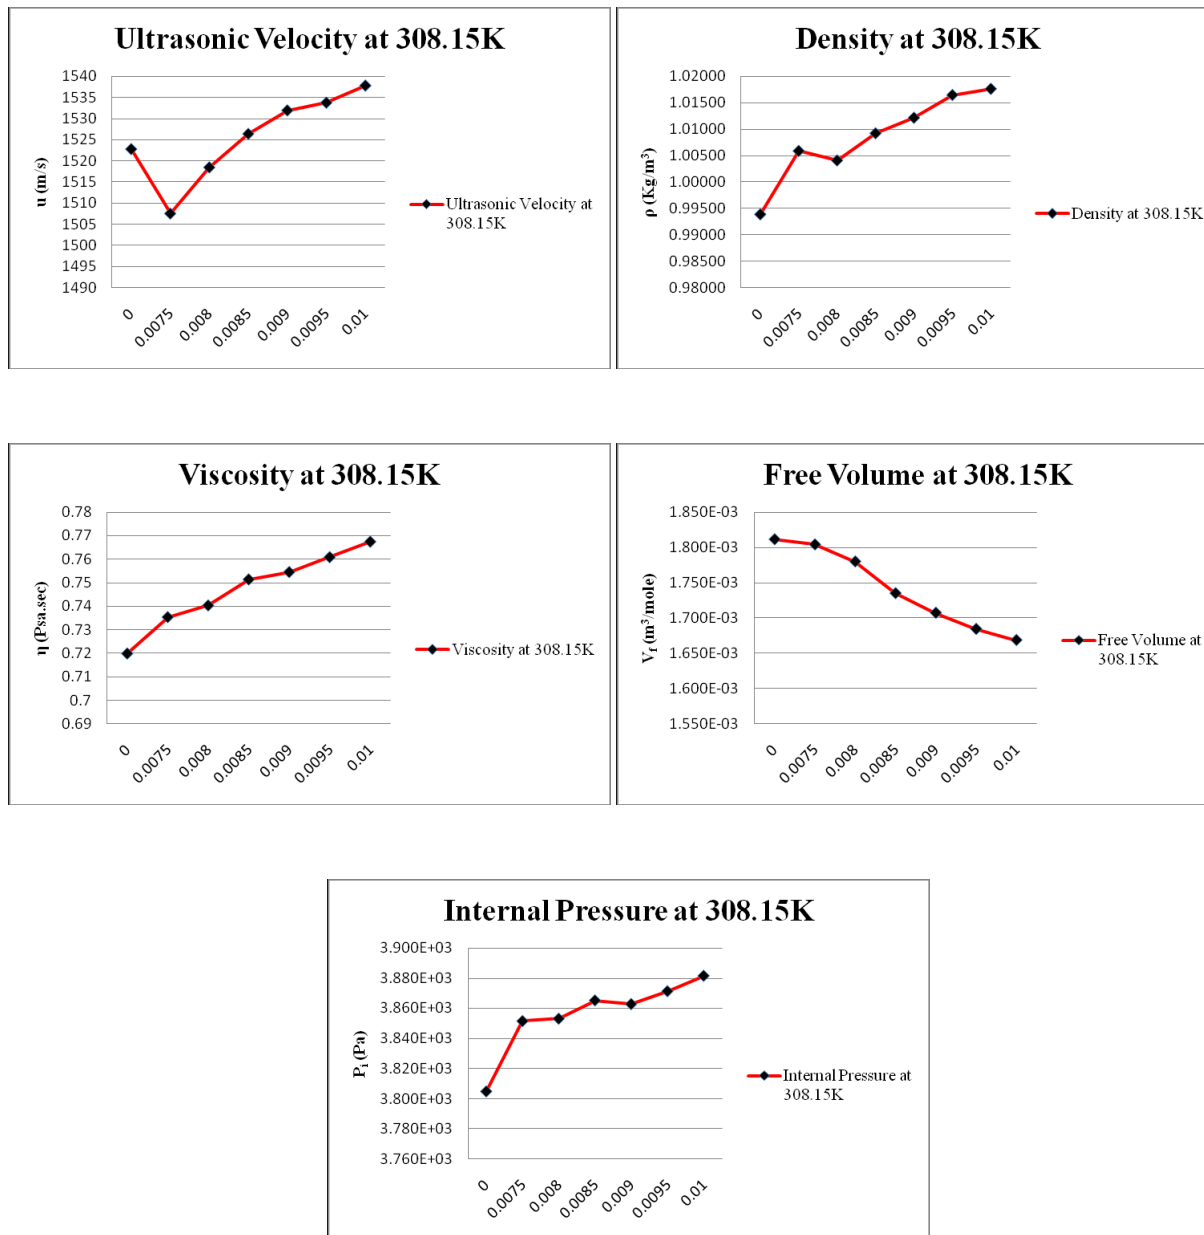 Ultrasonic Velocity at 308.15K
u (m/s)
1540
1535
1530
1525
1520
1515
1510
1505
1500
1495
1490
0
0.0075
0.008
0.0085
0.009
0.0095
0.01
Ultrasonic Velocity at
308.15K
Density at 308.15K
ρ (Kg/m³)
1.02000
1.01500
1.01000
1.00500
1.00000
0.99500
0.99000
0.98500
0.98000
0
0.0075
0.008
0.0085
0.009
0.0095
0.01
Density at 308.15K
Viscosity at 308.15K
η (Psa.sec)
0.78
0.77
0.76
0.75
0.74
0.73
0.72
0.71
0.7
0.69
0
0.0075
0.008
0.0085
0.009
0.0095
0.01
Viscosity at 308.15K
Free Volume at 308.15K
V_f (m³/mole)
1.850E-03
1.800E-03
1.750E-03
1.700E-03
1.650E-03
1.600E-03
1.550E-03
0
0.0075
0.008
0.0085
0.009
0.0095
0.01
Free Volume at
308.15K
Internal Pressure at 308.15K
P_i (Pa)
3.900E+03
3.880E+03
3.860E+03
3.840E+03
3.820E+03
3.800E+03
3.780E+03
3.760E+03
0
0.0075
0.008
0.0085
0.009
0.0095
0.01
Internal Pressure at
308.15K